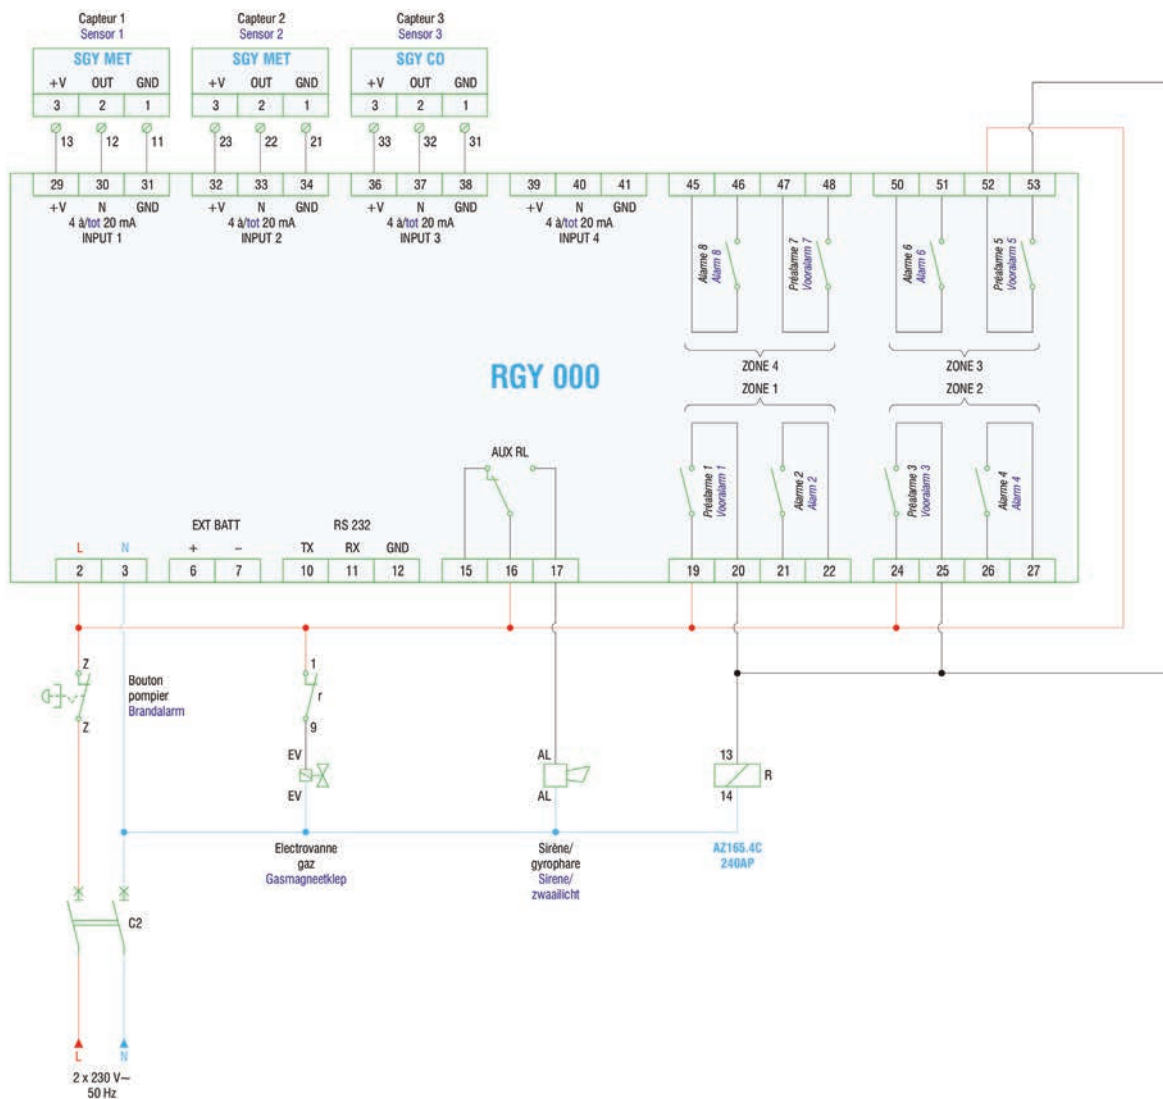 Capteur 1
Sensor 1
SGY MET
+V OUT GND
3 2 1
13 12 11
Capteur 2
Sensor 2
SGY MET
+V OUT GND
3 2 1
23 22 21
Capteur 3
Sensor 3
SGY CO
+V OUT GND
3 2 1
33 32 31
29 30 31
+V N GND
4 à/tot 20 mA
INPUT 1
32 33 34
+V N GND
4 à/tot 20 mA
INPUT 2
36 37 38
+V N GND
4 à/tot 20 mA
INPUT 3
39 40 41
+V N GND
4 à/tot 20 mA
INPUT 4
45 46 47 48
50 51 52 53
Alarme 8
Alarm 8
Préalarme 7
Vooralarm 7
Alarme 6
Alarm 6
Préalarme 5
Vooralarm 5
ZONE 4
ZONE 3
RGY 000
ZONE 1
ZONE 2
Préalarme 1
Vooralarm 1
Alarme 2
Alarm 2
Préalarme 3
Vooralarm 3
Alarme 4
Alarm 4
AUX RL
L N
EXT BATT
+ –
RS 232
TX RX GND
2 3
6 7
10 11 12
15 16 17
19 20 21 22
24 25 26 27
Z
Z
Bouton
pompier
Brandalarm
1
r
9
EV
EV
Electrovanne
gaz
Gasmagneetklep
AL
AL
Sirène/
gyrophare
Sirene/
zwaailicht
13
R
14
AZ165.4C
240AP
C2
L N
2 x 230 V~
50 Hz